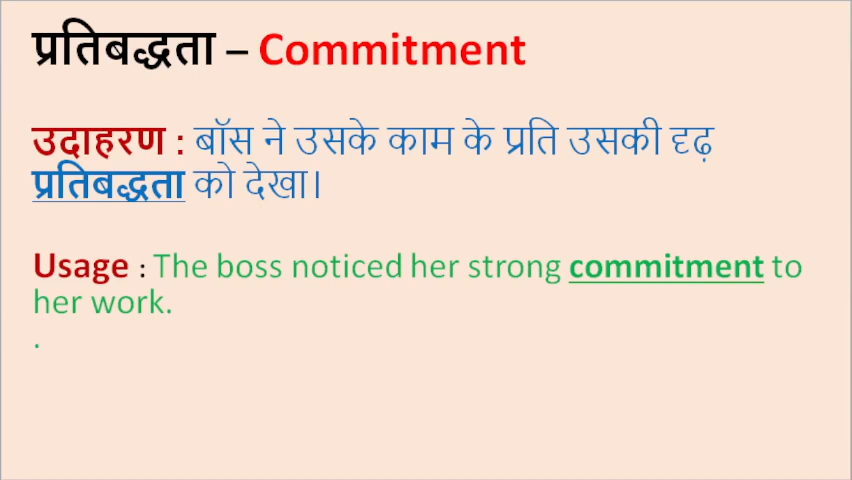 प्रतिबद्धता – Commitment
उदाहरण : बॉस ने उसके काम के प्रति उसकी दृढ़
प्रतिबद्धता को देखा।
Usage : The boss noticed her strong commitment to
her work.
.